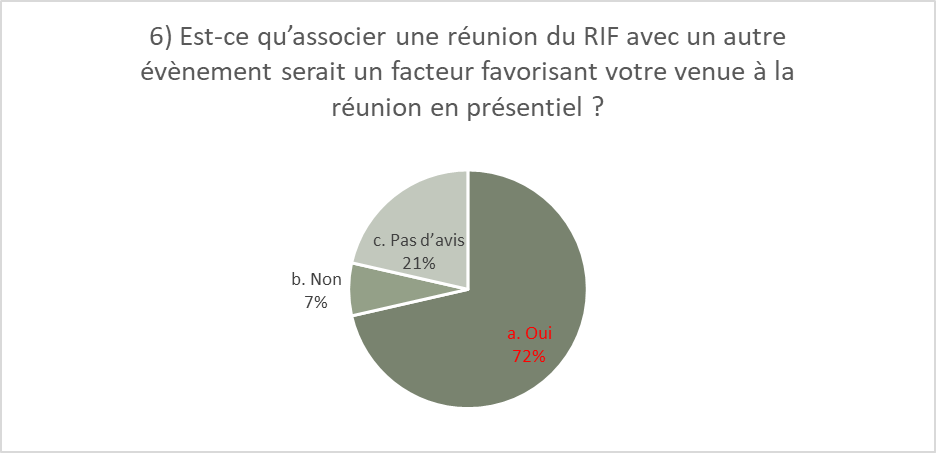 6) Est-ce qu’associer une réunion du RIF avec un autre
évènement serait un facteur favorisant votre venue à la
réunion en présentiel ?
c. Pas d’avis
21%
b. Non
7%
a. Oui
72%